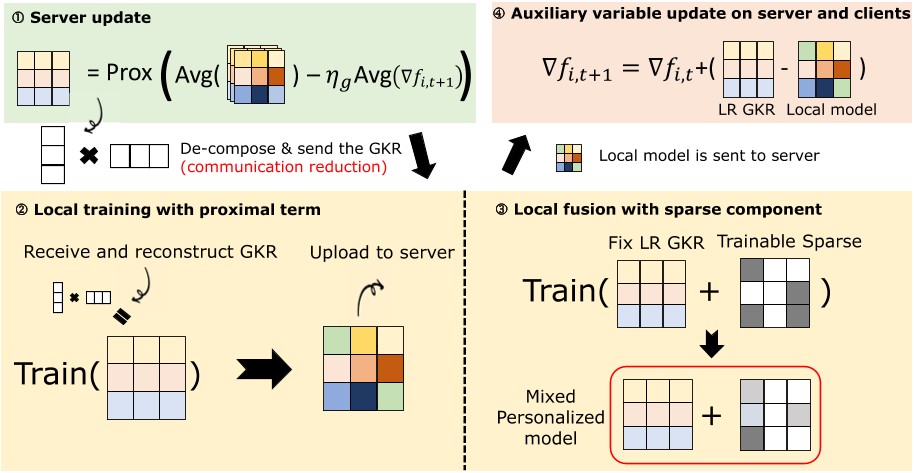 ① Server update
= Prox ( Avg( ) − η_g Avg(∇f_{i,t+1}) )
De-compose & send the GKR
(communication reduction)
④ Auxiliary variable update on server and clients
∇f_{i,t+1} = ∇f_{i,t}+( - )
LR GKR Local model
Local model is sent to server
② Local training with proximal term
Receive and reconstruct GKR
Upload to server
Train( )
③ Local fusion with sparse component
Fix LR GKR Trainable Sparse
Train( + )
Mixed
Personalized
model
+